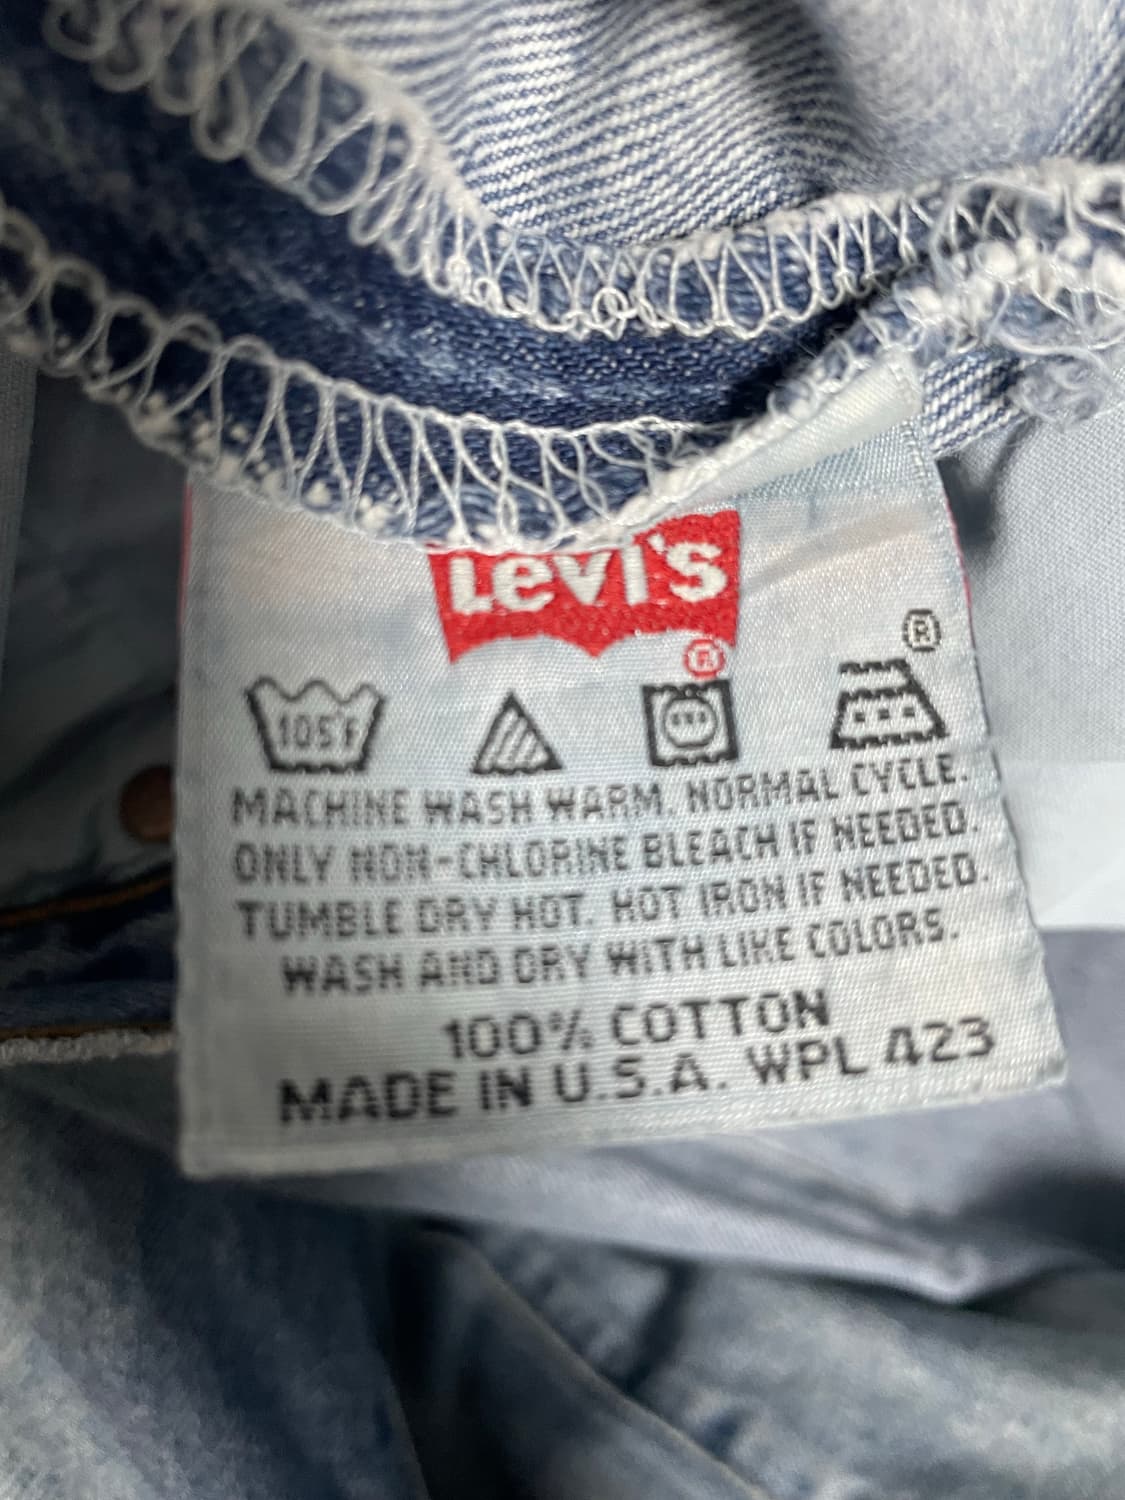 Levi's
®
®
105°F
MACHINE WASH WARM. NORMAL CYCLE.
ONLY NON-CHLORINE BLEACH IF NEEDED.
TUMBLE DRY HOT. HOT IRON IF NEEDED.
WASH AND DRY WITH LIKE COLORS.
100% COTTON
MADE IN U.S.A. WPL 423